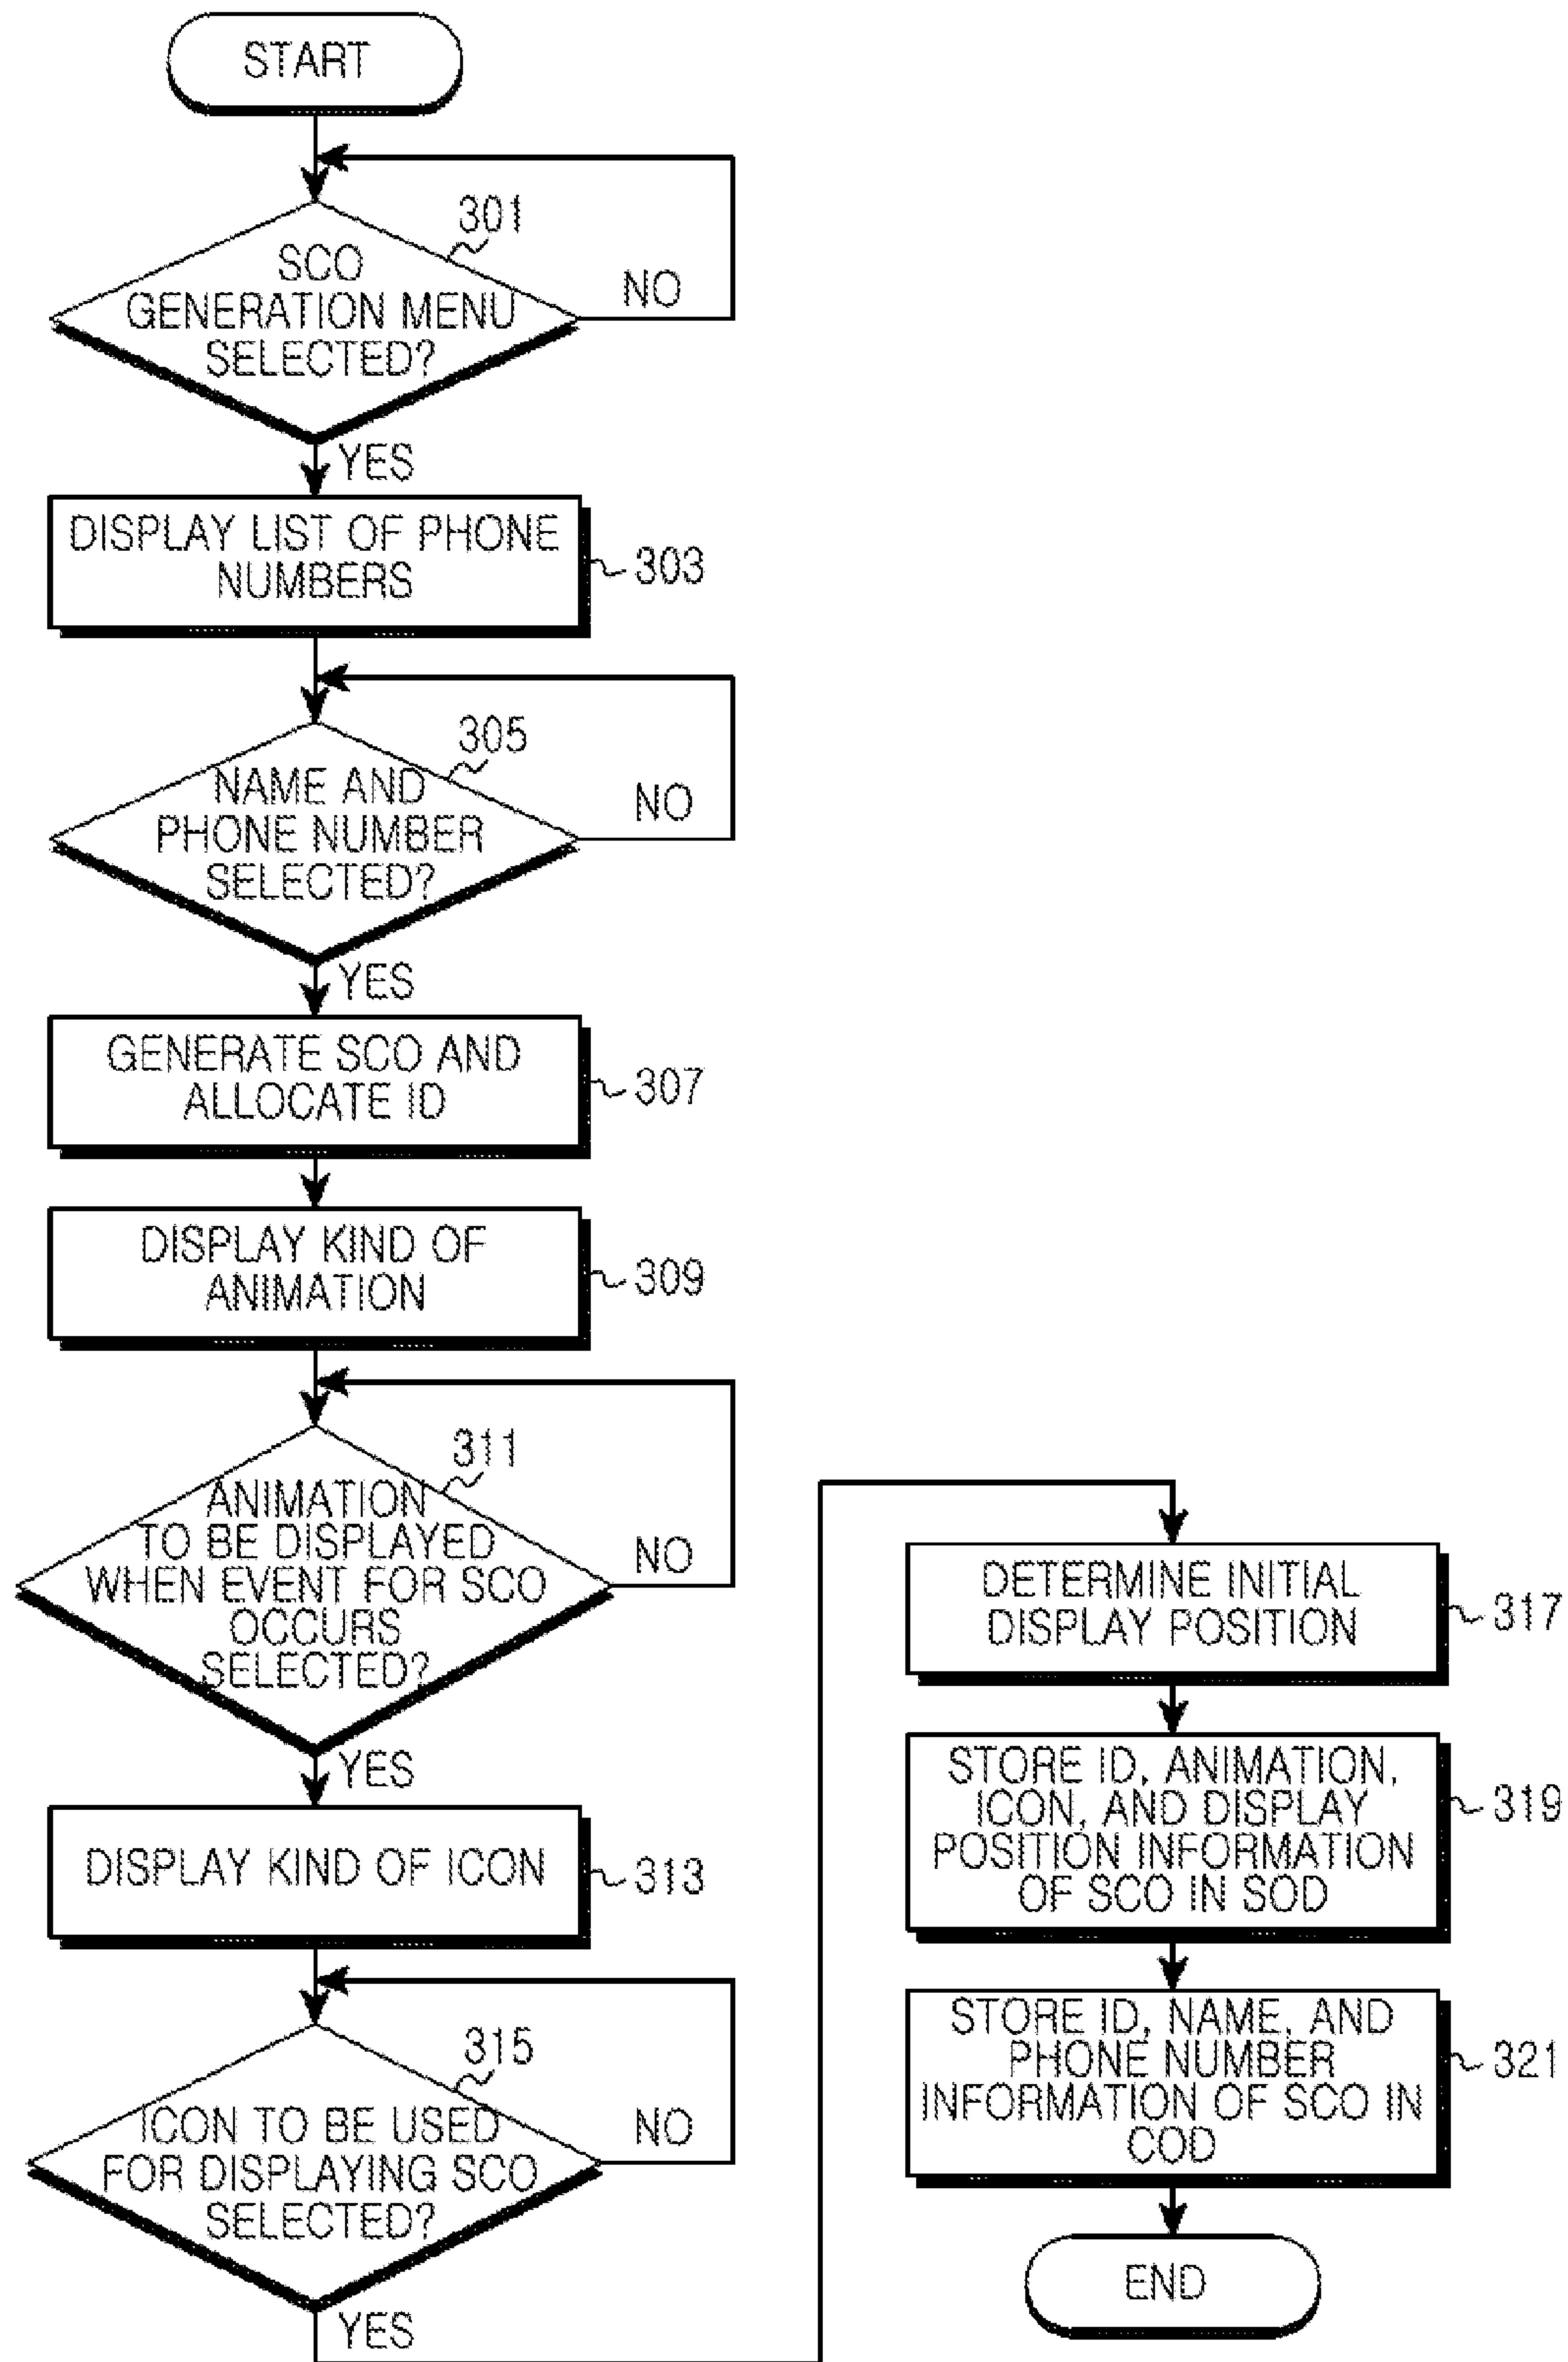 START
301
SCO
GENERATION MENU
SELECTED?
NO
YES
DISPLAY LIST OF PHONE
NUMBERS
303
305
NAME AND
PHONE NUMBER
SELECTED?
NO
YES
GENERATE SCO AND
ALLOCATE ID
307
DISPLAY KIND OF
ANIMATION
309
311
ANIMATION
TO BE DISPLAYED
WHEN EVENT FOR SCO
OCCURS
SELECTED?
NO
YES
DISPLAY KIND OF ICON
313
315
ICON TO BE USED
FOR DISPLAYING SCO
SELECTED?
NO
YES
DETERMINE INITIAL
DISPLAY POSITION
317
STORE ID, ANIMATION,
ICON, AND DISPLAY
POSITION INFORMATION
OF SCO IN SOD
319
STORE ID, NAME, AND
PHONE NUMBER
INFORMATION OF SCO IN
COD
321
END